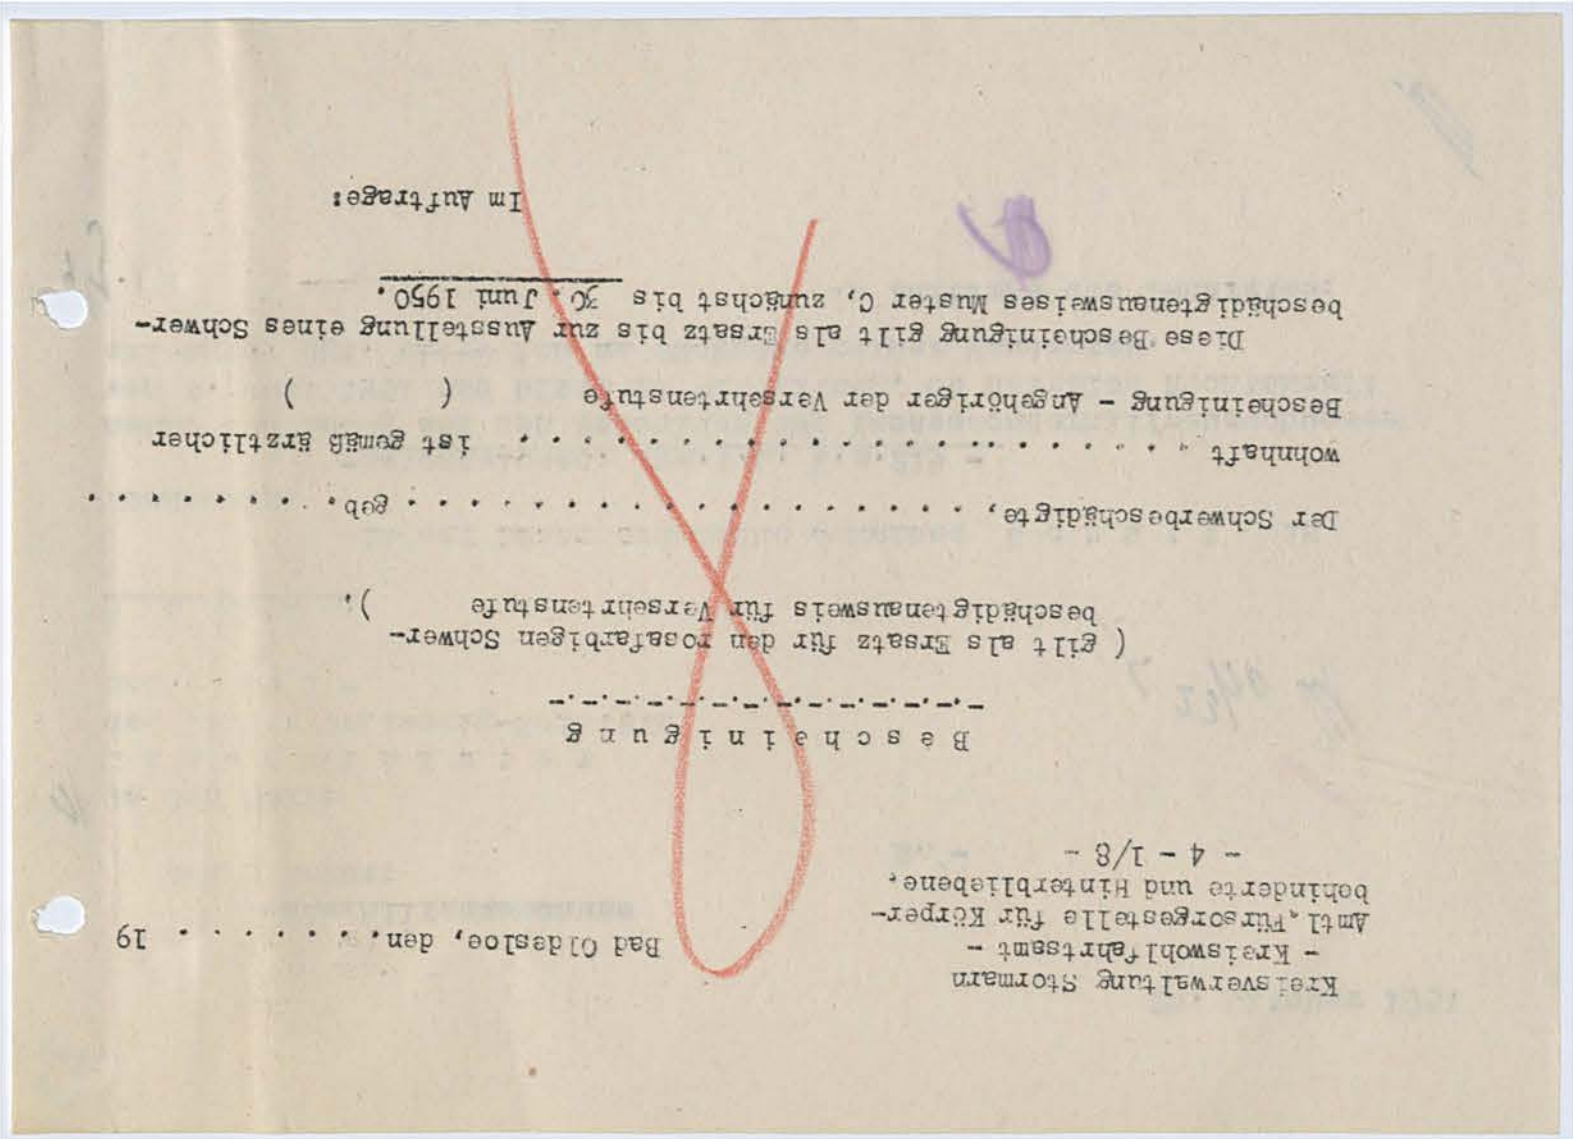 Kreisverwaltung Stormarn
- Kreiswohlfahrtsamt -
Amtl.Fürsorgestelle für Körper-
behinderte und Hinterbliebene.
- 4 - 1/8 -
Bad Oldesloe, den. . . . . . . 19
B e s c h e i n i g u n g
-.-.-.-.-.-.-.-.-.-.-.-.-
( gilt als Ersatz für den rosafarbigen Schwer-
beschädigtenausweis für Versehrtenstufe ).
Der Schwerbeschädigte, . . . . . . . . . . . . . . . . . . geb. . . . . . . . .
wohnhaft . . . . . . . . . . . . . . . . ist gemäß ärztlicher
Bescheinigung - Angehöriger der Versehrtenstufe ( )
Diese Bescheinigung gilt als Ersatz bis zur Ausstellung eines Schwer-
beschädigtenausweises Muster C, zunächst bis 30. Juni 1950.
Im Auftrage: